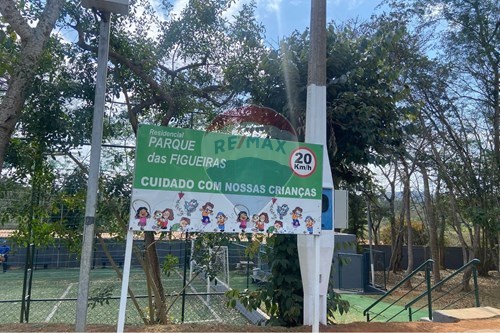 Residencial
PARQUE
das FIGUEIRAS
RE/MAX
20
Km/h
CUIDADO COM NOSSAS CRIANÇAS